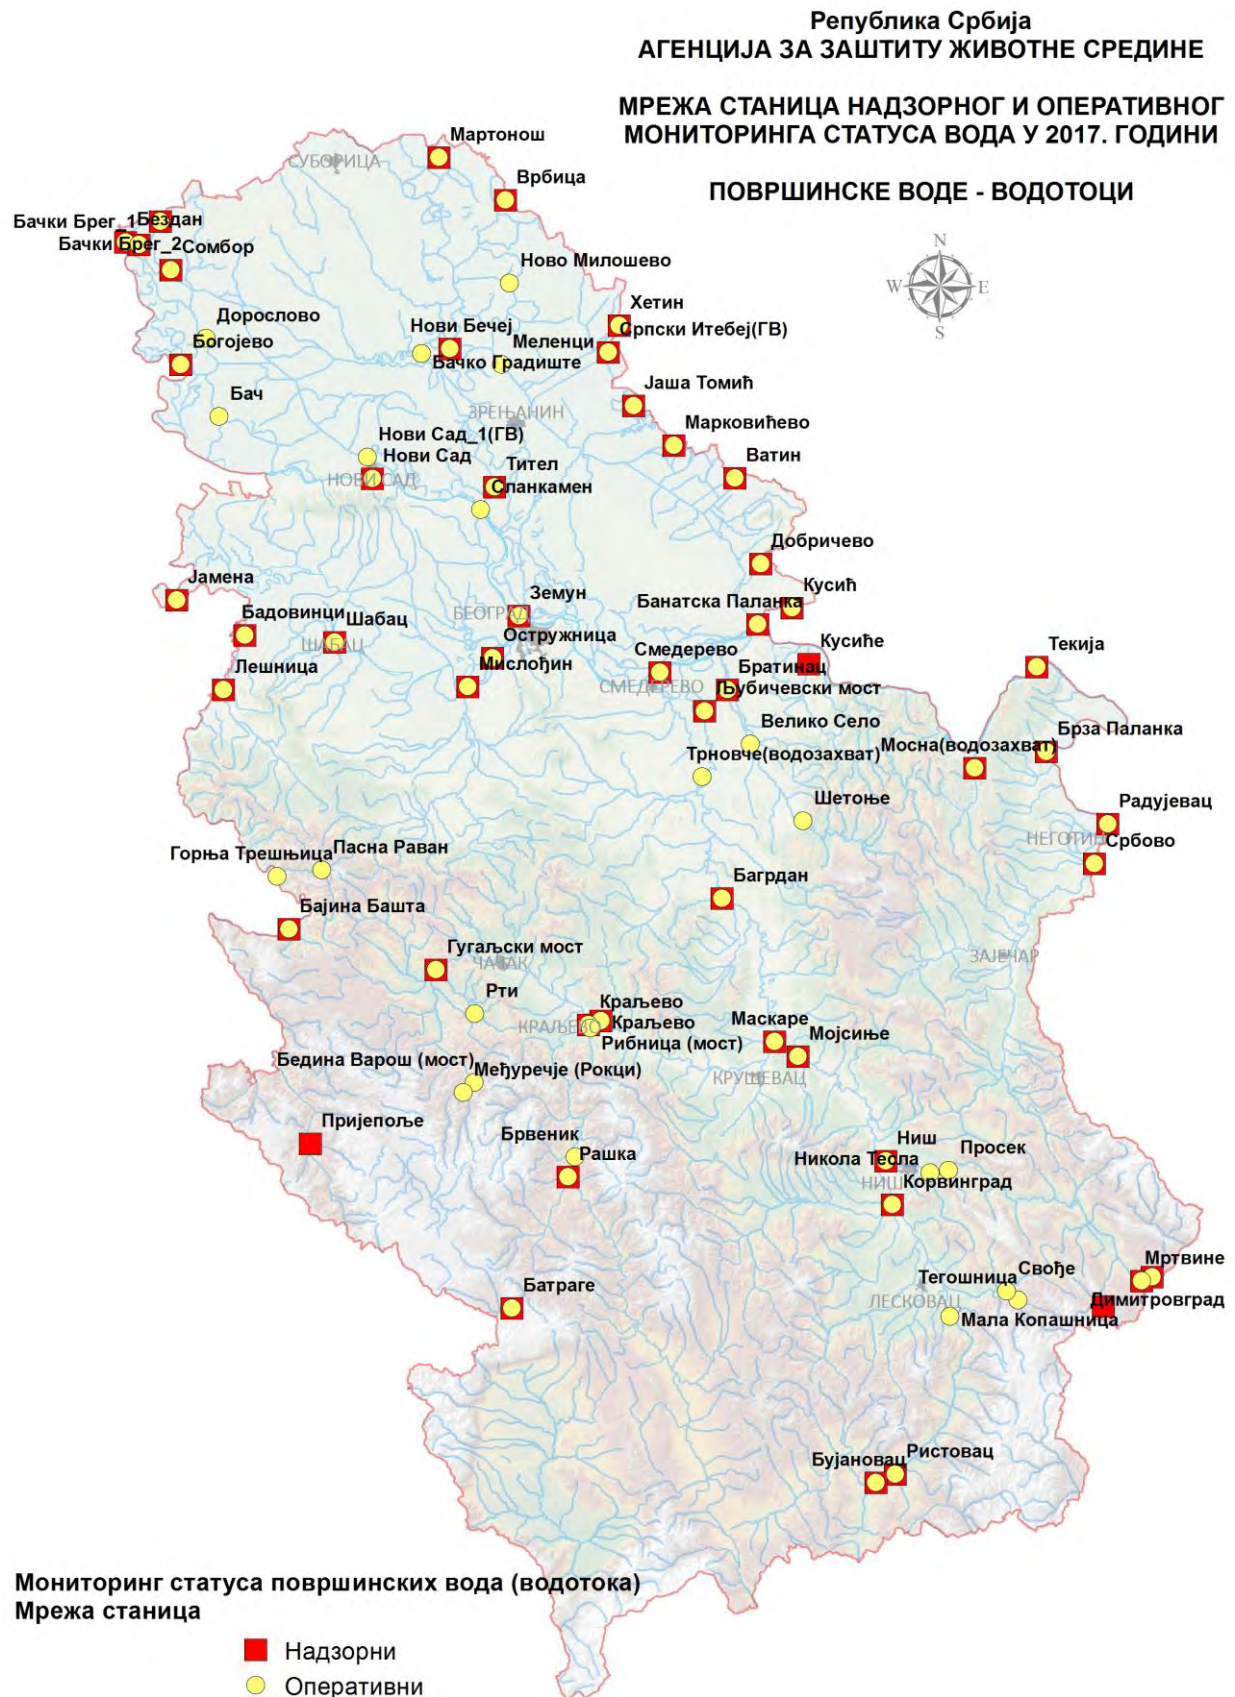 Република Србија
АГЕНЦИЈА ЗА ЗАШТИТУ ЖИВОТНЕ СРЕДИНЕ
МРЕЖА СТАНИЦА НАДЗОРНОГ И ОПЕРАТИВНОГ
МОНИТОРИНГА СТАТУСА ВОДА У 2017. ГОДИНИ
ПОВРШИНСКЕ ВОДЕ - ВОДОТОЦИ
N
W
E
S
Мартонош
СУБОТИЦА
Врбица
Бачки Брег_1
Бездан
Бачки Брег_2
Сомбор
Ново Милошево
Хетин
Дорослово
Нови Бечеј
Српски Итебеј(ГВ)
Богојево
Меленци
Бачко Градиште
Бач
Јаша Томић
ЗРЕЊАНИН
Марковићево
Нови Сад_1(ГВ)
Нови Сад
Ватин
НОВИ САД
Тител
Сланкамен
Добричево
Јамена
Кусић
Бадовинци
Шабац
Земун
Банатска Паланка
БЕОГРАД
ШАБАЦ
Остружница
Кусиће
Текија
Лешница
Мислођин
Смедерево
Братинац
СМЕДЕРЕВО
Љубичевски мост
Велико Село
Брза Паланка
Трновче(водозахват)
Мосна(водозахват)
Шетоње
Радујевац
НЕГОТИН
Србово
Горња Трешњица
Пасна Раван
Багрдан
Бајина Башта
Гугаљски мост
ЧАЧАК
ЗАЈЕЧАР
Рти
Краљево
КРАЉЕВО
Краљево
Рибница (мост)
Маскаре
Мојсиње
Бедина Варош (мост)
Међуречје (Рокци)
КРУШЕВАЦ
Пријепоље
Брвеник
Рашка
Ниш
Просек
Никола Тесла
НИШ
Корвинград
Мртвине
Тегошница
Свође
Батраге
ЛЕСКОВАЦ
Димитровград
Мала Копашница
Бујановац
Ристовац
Мониторинг статуса површинских вода (водотока)
Мрежа станица
Надзорни
Оперативни